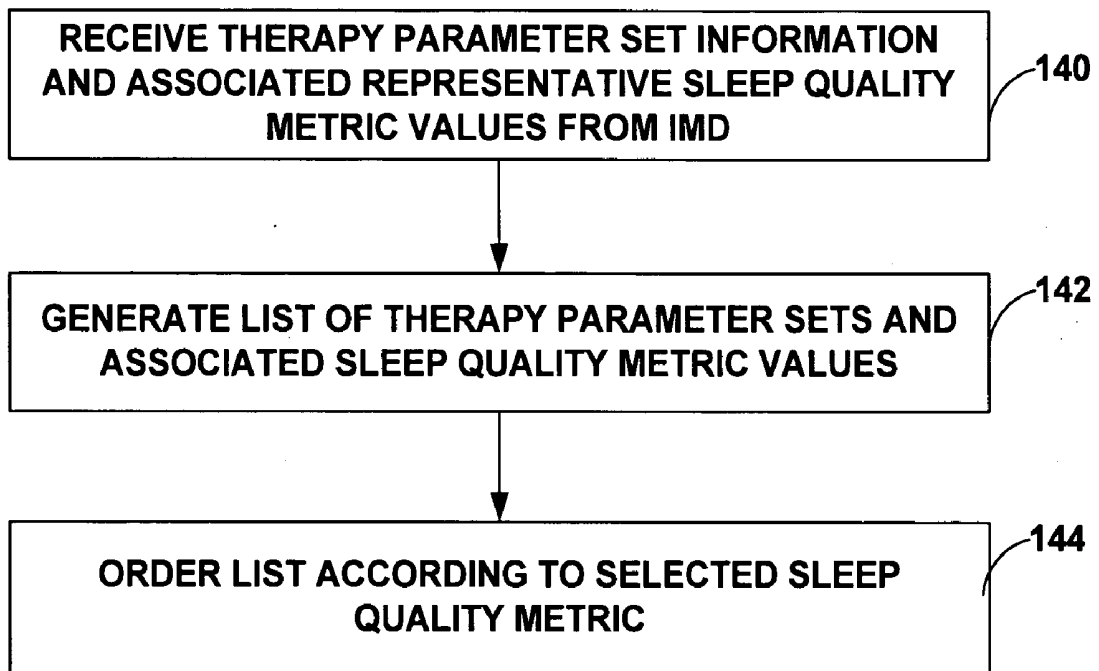 RECEIVE THERAPY PARAMETER SET INFORMATION
AND ASSOCIATED REPRESENTATIVE SLEEP QUALITY
METRIC VALUES FROM IMD
140
GENERATE LIST OF THERAPY PARAMETER SETS AND
ASSOCIATED SLEEP QUALITY METRIC VALUES
142
ORDER LIST ACCORDING TO SELECTED SLEEP
QUALITY METRIC
144